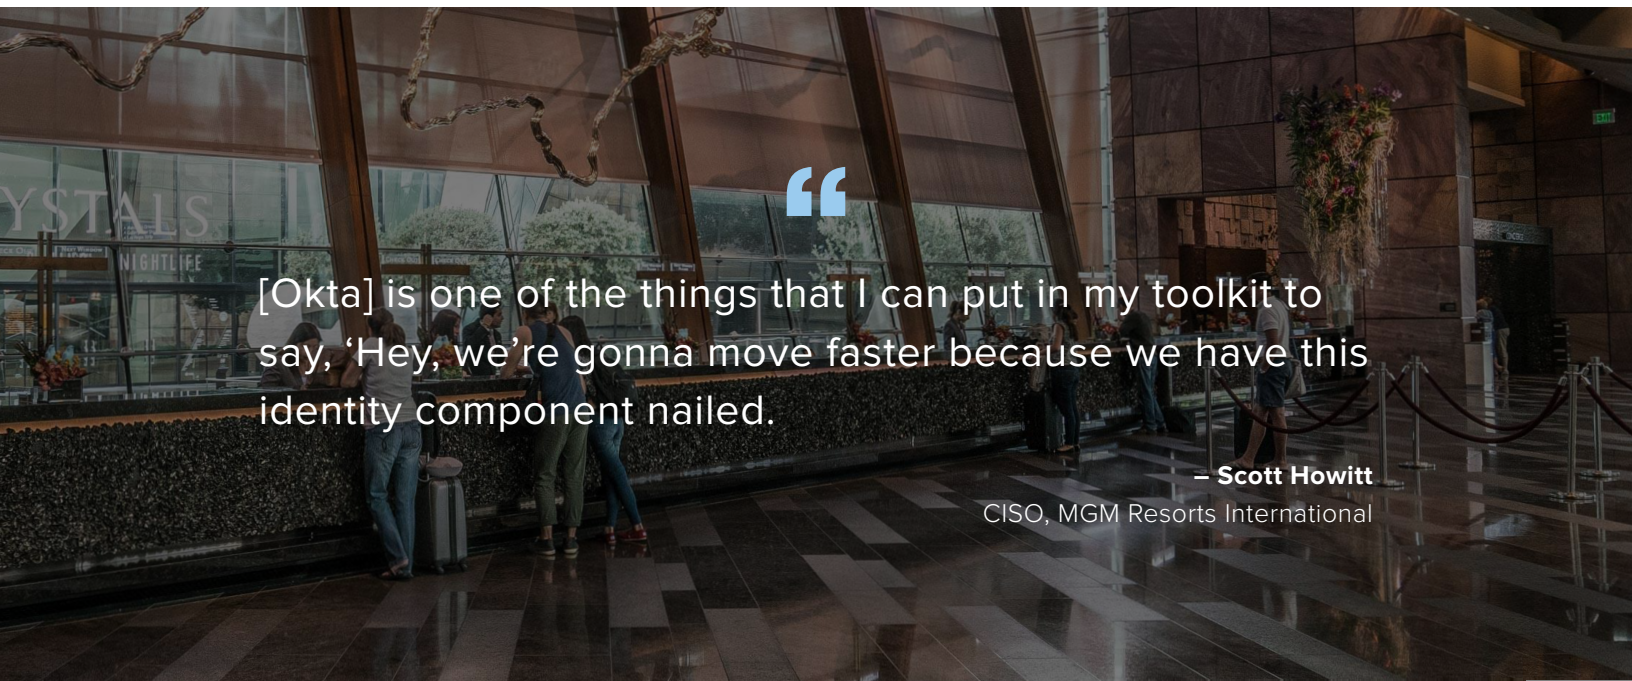 YSTALS
NIGHTLIFE
“
[Okta] is one of the things that I can put in my toolkit to
say, ‘Hey, we’re gonna move faster because we have this
identity component nailed.
– Scott Howitt
CISO, MGM Resorts International
EXIT